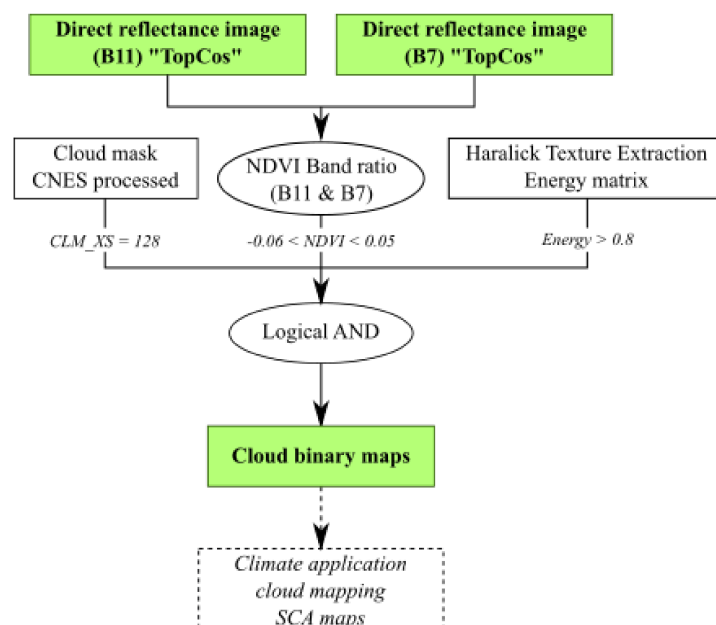 Direct reflectance image
(B11) "TopCos"
Direct reflectance image
(B7) "TopCos"
Cloud mask
CNES processed
NDVI Band ratio
(B11 & B7)
Haralick Texture Extraction
Energy matrix
CLM_XS = 128
-0.06 < NDVI < 0.05
Energy > 0.8
Logical AND
Cloud binary maps
Climate application
cloud mapping
SCA maps